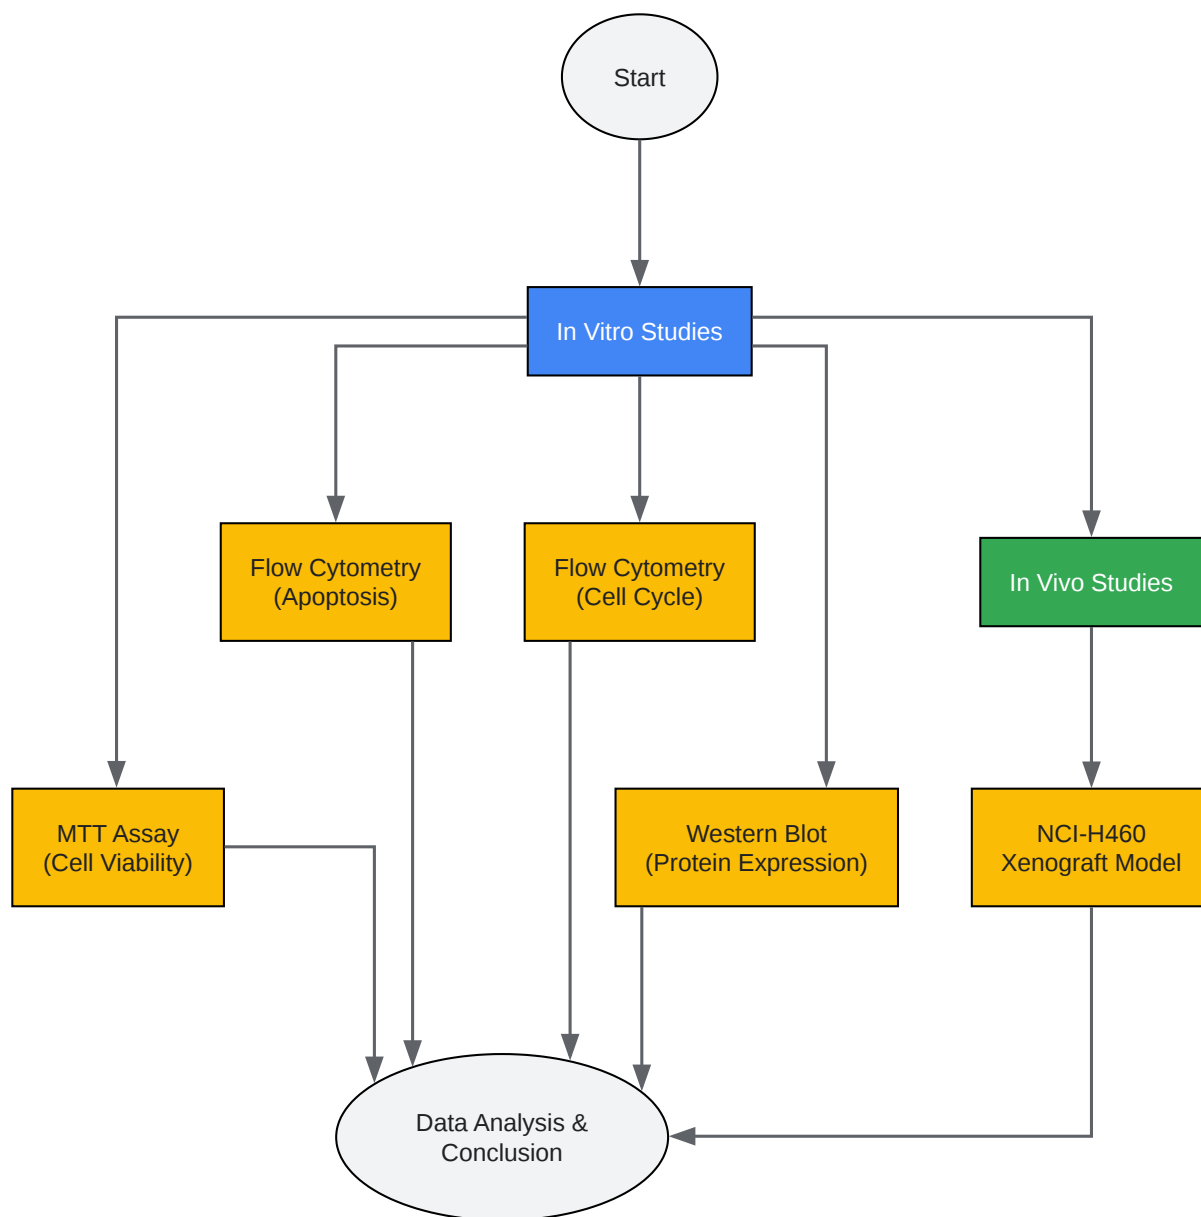 Start
In Vitro Studies
Flow Cytometry
(Apoptosis)
Flow Cytometry
(Cell Cycle)
In Vivo Studies
MTT Assay
(Cell Viability)
Western Blot
(Protein Expression)
NCI-H460
Xenograft Model
Data Analysis &
Conclusion